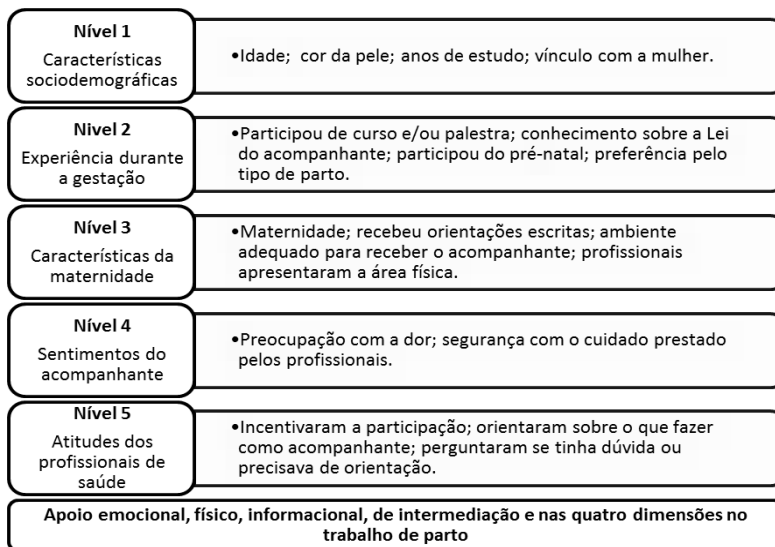 Nível 1
Características
sociodemográficas
•Idade; cor da pele; anos de estudo; vínculo com a mulher.
Nivel 2
Experiência durante
a gestação
•Participou de curso e/ou palestra; conhecimento sobre a Lei
do acompanhante; participou do pré-natal; preferência pelo
tipo de parto.
Nível 3
Características da
maternidade
•Maternidade; recebeu orientações escritas; ambiente
adequado para receber o acompanhante; profissionais
apresentaram a área física.
Nível 4
Sentimentos do
acompanhante
•Preocupação com a dor; segurança com o cuidado prestado
pelos profissionais.
Nível 5
Atitudes dos
profissionais de
saúde
•Incentivaram a participação; orientaram sobre o que fazer
como acompanhante; perguntaram se tinha dúvida ou
precisava de orientação.
Apoio emocional, físico, informacional, de intermediação e nas quatro dimensões no
trabalho de parto